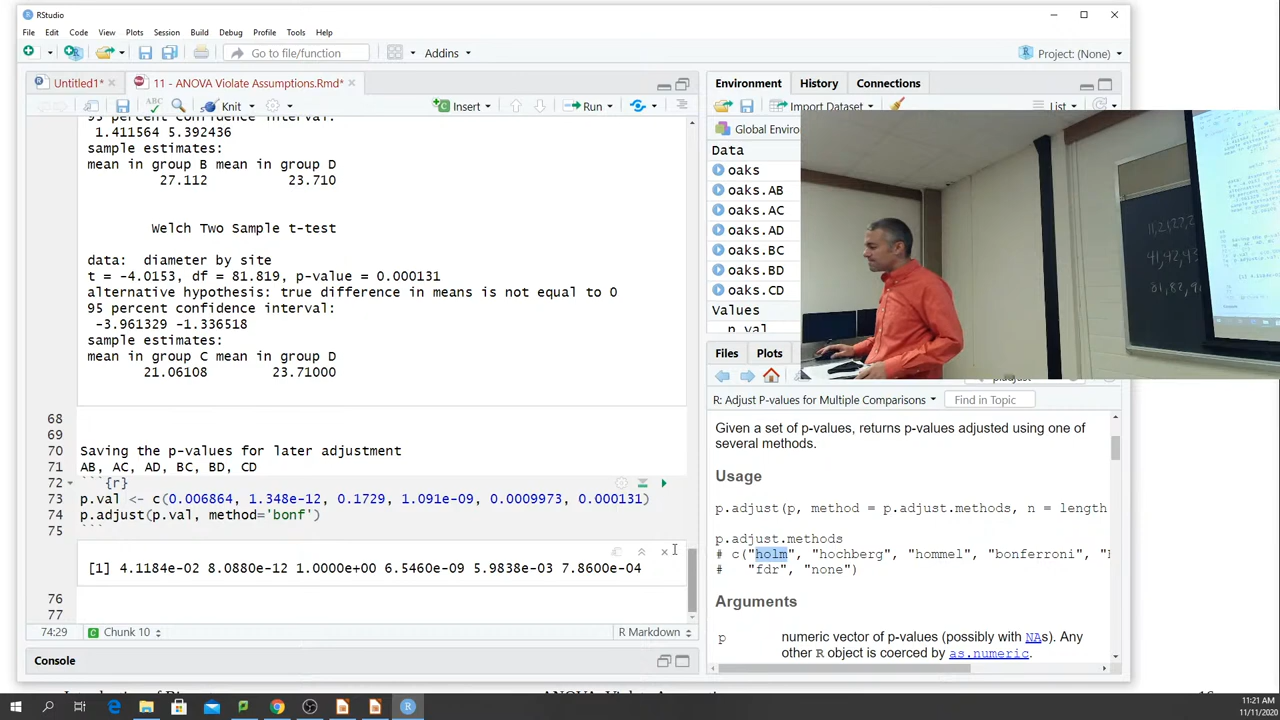 RStudio
File Edit Code View Plots Session Build Debug Profile Tools Help
Go to file/function Addins Project: (None)
Untitled1* 11 - ANOVA Violate Assumptions.Rmd*
Knit Insert Run
95 percent confidence interval:
1.411564 5.392436
sample estimates:
mean in group B mean in group D
27.112 23.710
Welch Two Sample t-test
data: diameter by site
t = -4.0153, df = 81.819, p-value = 0.000131
alternative hypothesis: true difference in means is not equal to 0
95 percent confidence interval:
-3.961329 -1.336518
sample estimates:
mean in group C mean in group D
21.06108 23.71000
68
69
70 Saving the p-values for later adjustment
71 AB, AC, AD, BC, BD, CD
72 ```{r}
73 p.val <- c(0.006864, 1.348e-12, 0.1729, 1.091e-09, 0.0009973, 0.000131)
74 p.adjust(p.val, method='bonf')
75 ```
[1] 4.1184e-02 8.0880e-12 1.0000e+00 6.5460e-09 5.9838e-03 7.8600e-04
76
77
74:29 Chunk 10 R Markdown
Console
Environment History Connections
Import Dataset List
Global Enviro
Data
oaks
oaks.AB
oaks.AC
oaks.AD
oaks.BC
oaks.BD
oaks.CD
Values
p.val
Files Plots
R: Adjust P-values for Multiple Comparisons Find in Topic
Given a set of p-values, returns p-values adjusted using one of
several methods.
Usage
p.adjust(p, method = p.adjust.methods, n = length
p.adjust.methods
# c("holm", "hochberg", "hommel", "bonferroni", "
# "fdr", "none")
Arguments
p numeric vector of p-values (possibly with NAs). Any
other R object is coerced by as.numeric.
11:21 AM
11/11/2020